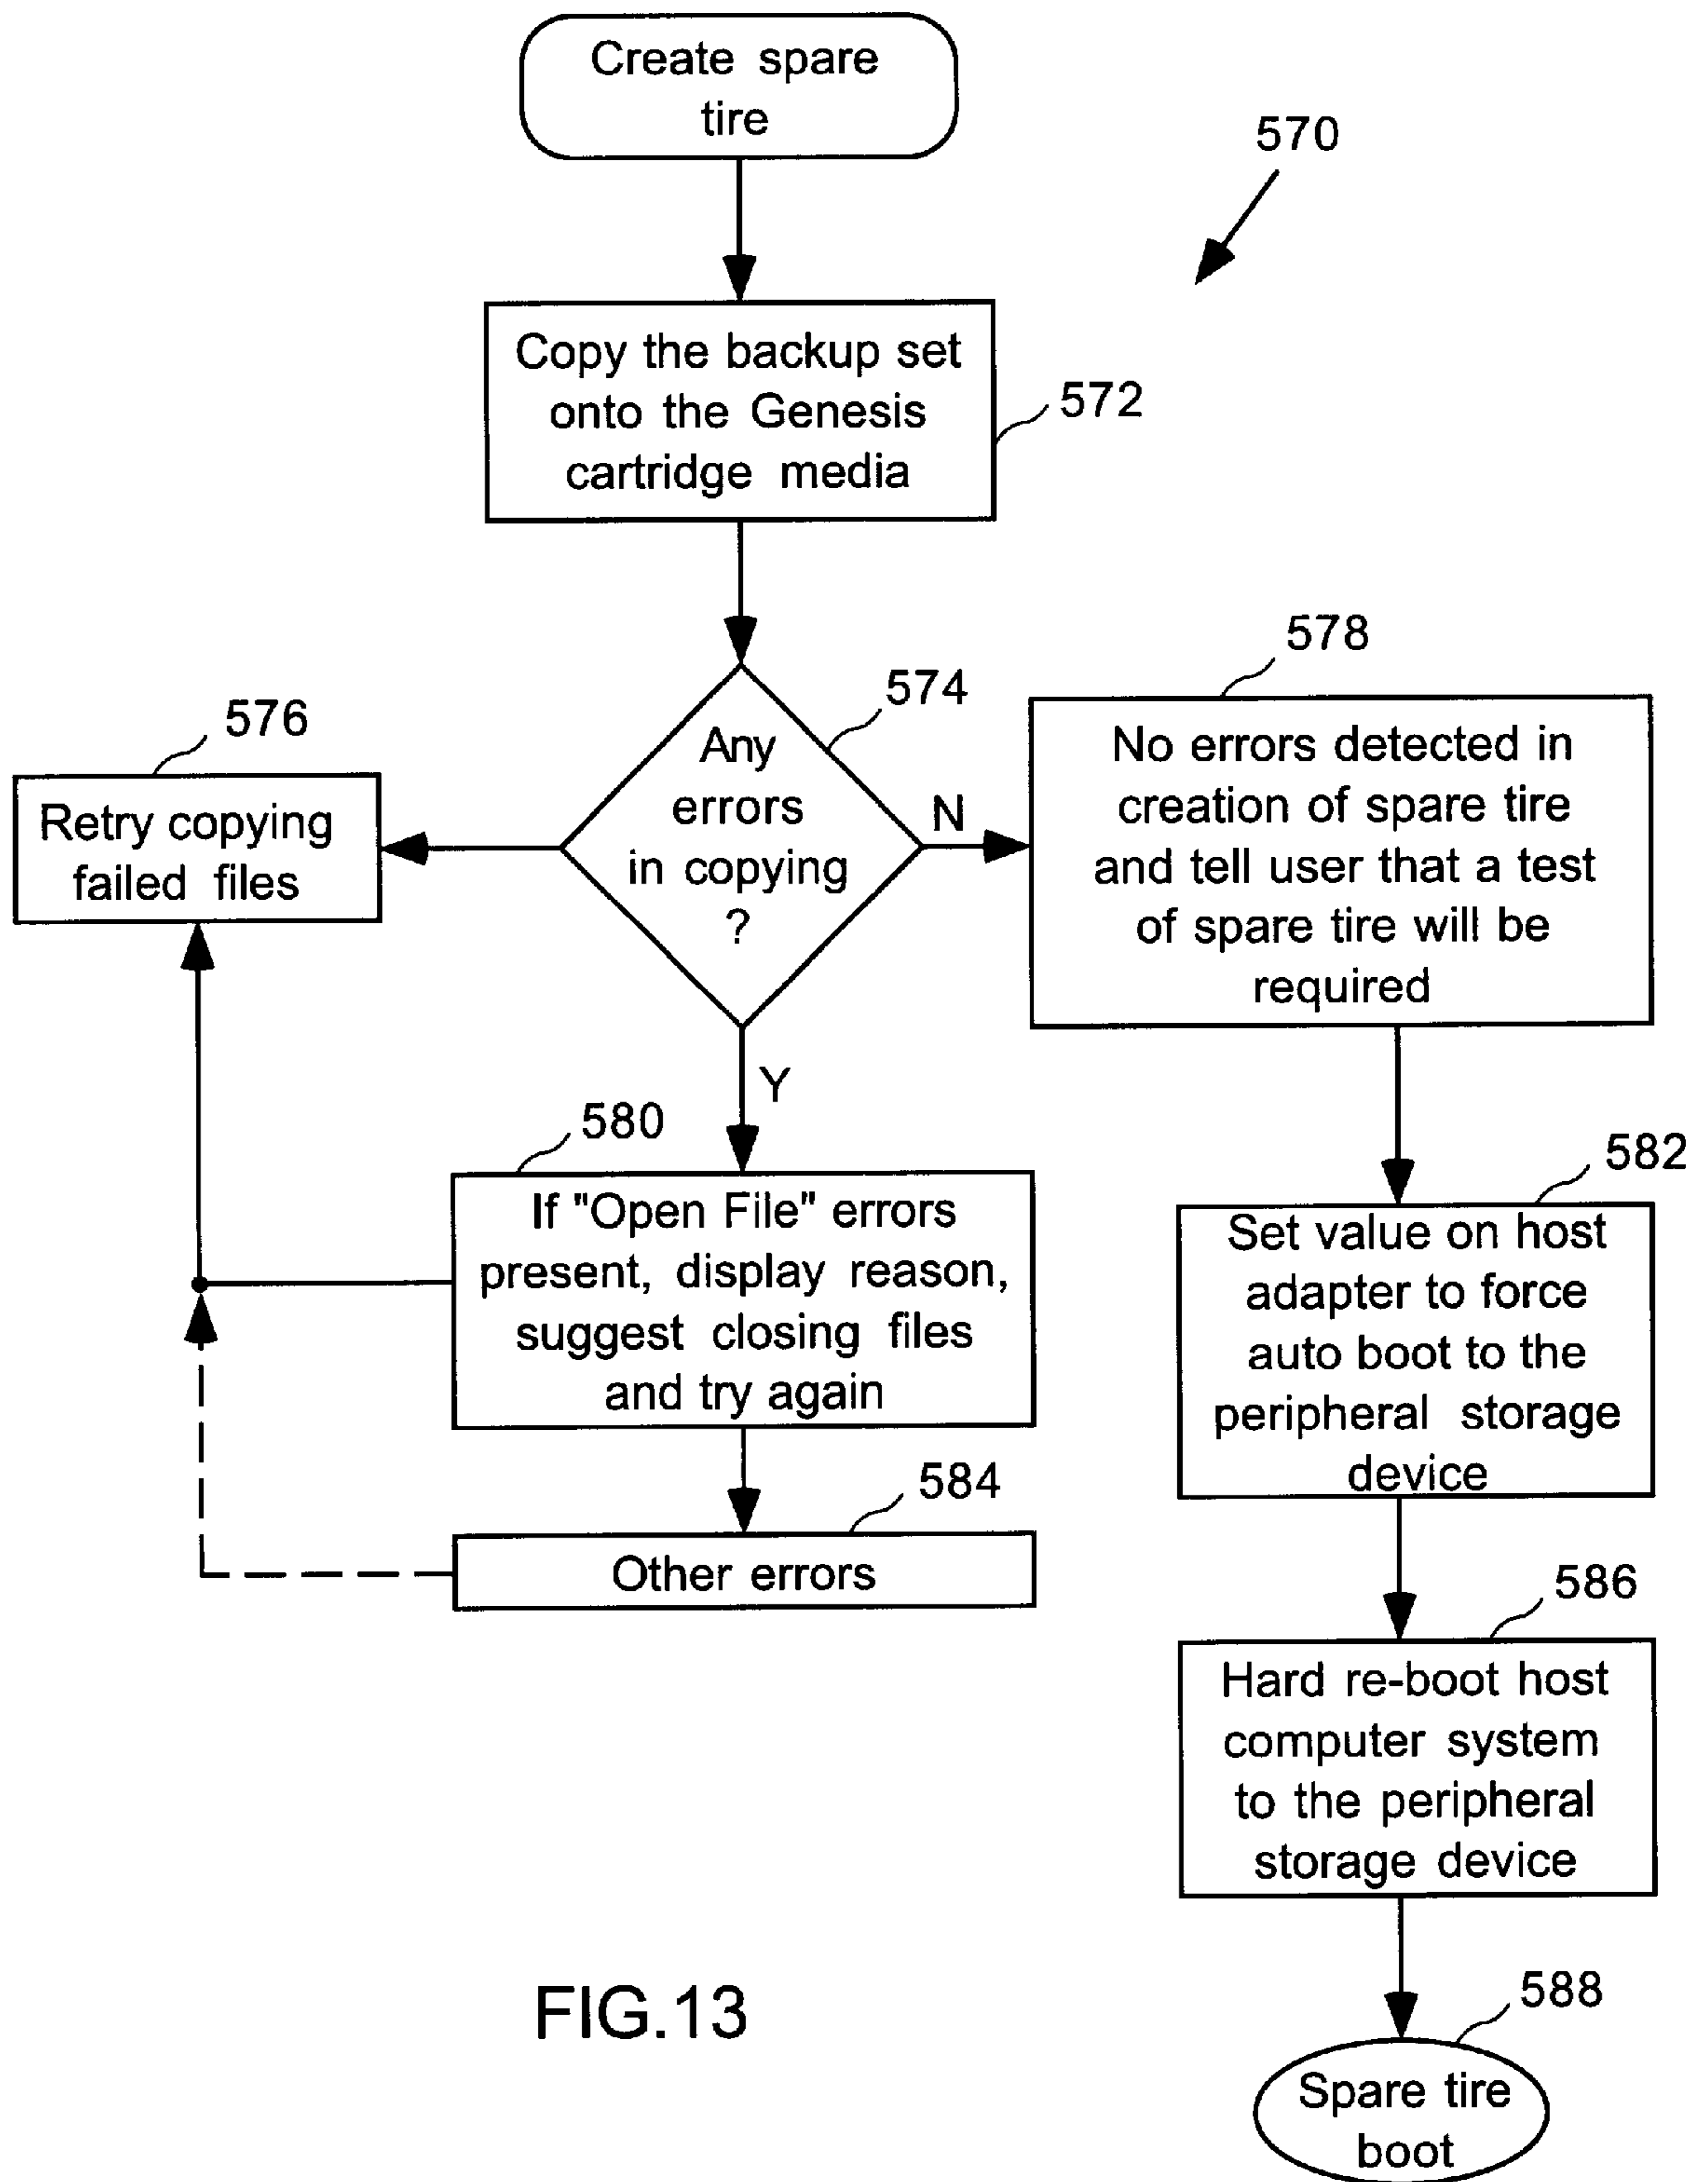 Create spare
tire
570
Copy the backup set
onto the Genesis
cartridge media
572
574
Any
errors
in copying
?
N
Y
576
Retry copying
failed files
578
No errors detected in
creation of spare tire
and tell user that a test
of spare tire will be
required
580
If "Open File" errors
present, display reason,
suggest closing files
and try again
582
Set value on host
adapter to force
auto boot to the
peripheral storage
device
584
Other errors
586
Hard re-boot host
computer system
to the peripheral
storage device
588
Spare tire
boot
FIG.13